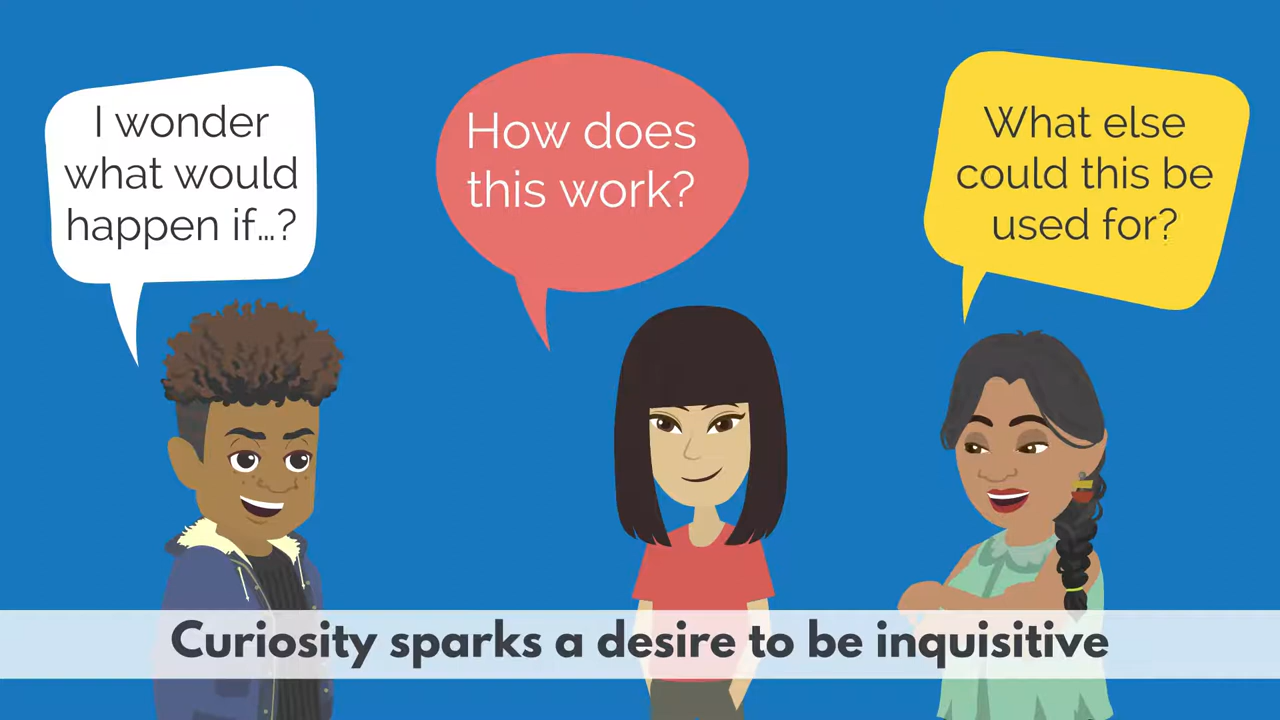 I wonder
what would
happen if...?
How does
this work?
What else
could this be
used for?
Curiosity sparks a desire to be inquisitive